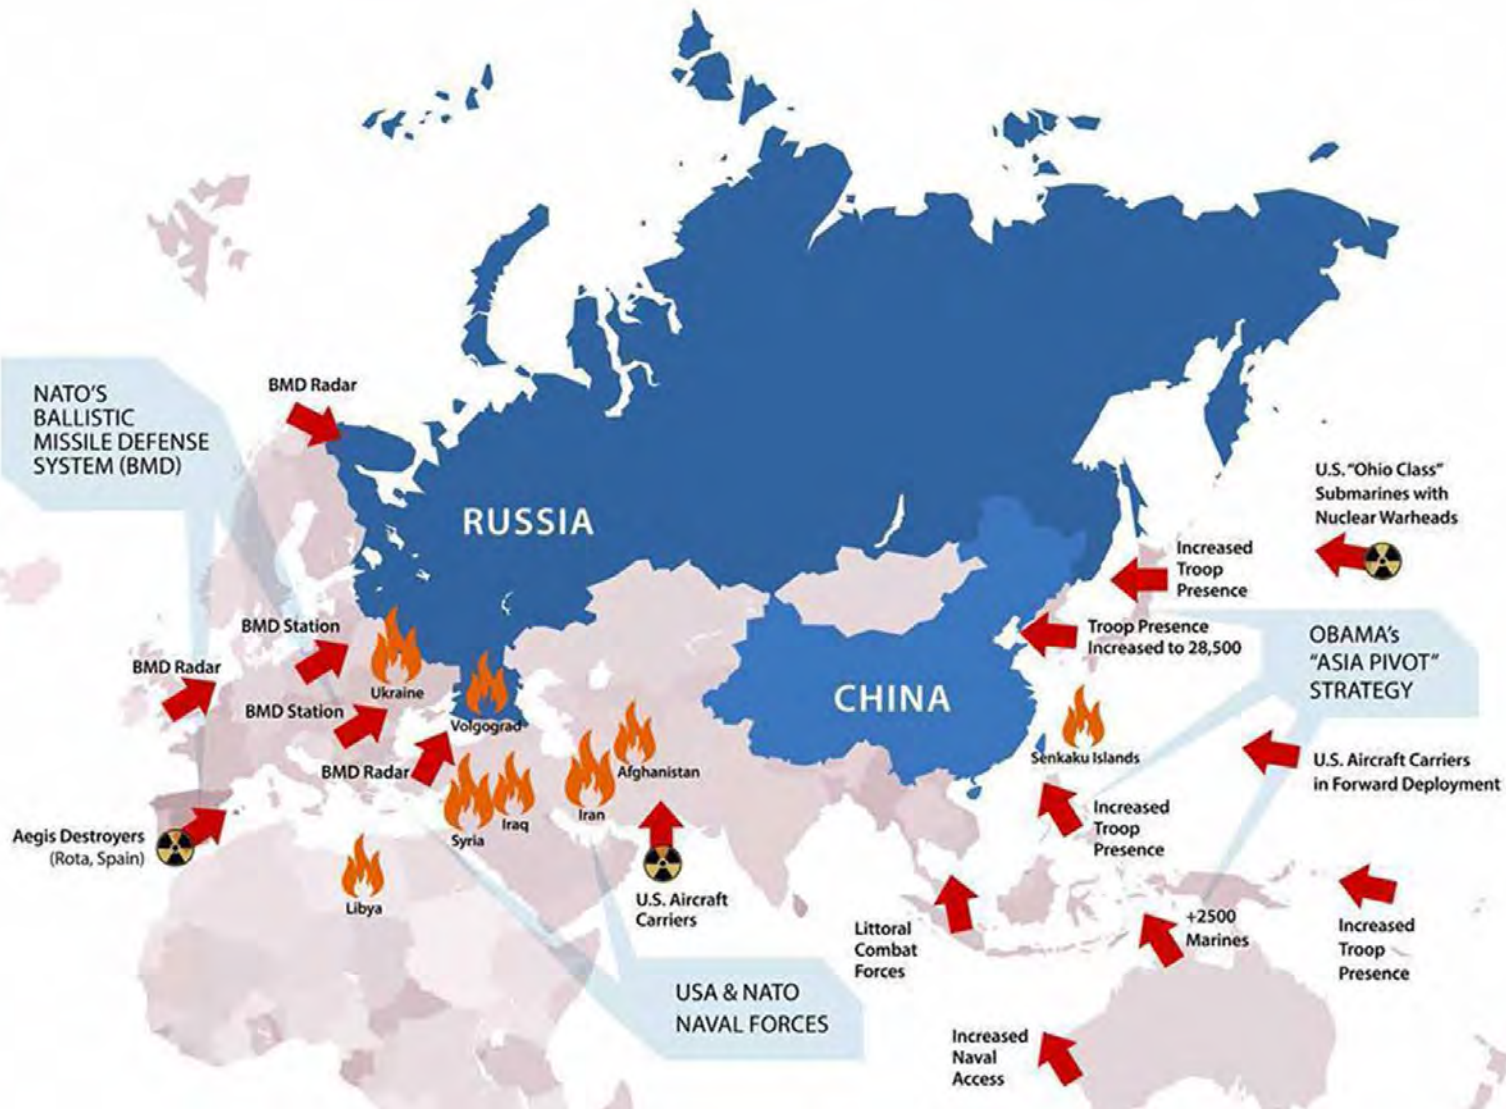 BMD Radar
NATO'S
BALLISTIC
MISSILE DEFENSE
SYSTEM (BMD)
RUSSIA
U.S. "Ohio Class"
Submarines with
Nuclear Warheads
Increased
Troop
Presence
BMD Station
Troop Presence
Increased to 28,500
OBAMA's
"ASIA PIVOT"
STRATEGY
BMD Radar
Ukraine
CHINA
BMD Station
Volgograd
Senkaku Islands
BMD Radar
Afghanistan
U.S. Aircraft Carriers
in Forward Deployment
Iran
Iraq
Syria
Increased
Troop
Presence
Aegis Destroyers
(Rota, Spain)
Libya
U.S. Aircraft
Carriers
Littoral
Combat
Forces
+2500
Marines
Increased
Troop
Presence
USA & NATO
NAVAL FORCES
Increased
Naval
Access